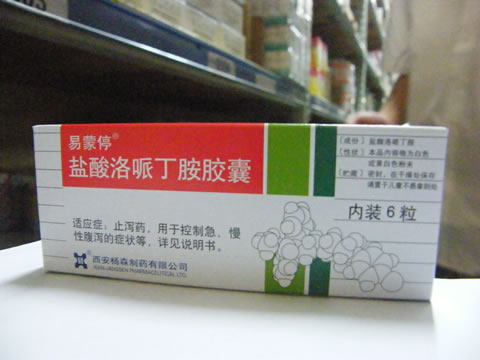 易蒙停®
盐酸洛哌丁胺胶囊
适应症：止泻药，用于控制急、慢
性腹泻的症状等，详见说明书。
西安杨森制药有限公司
XIAN-JANSSEN PHARMACEUTICAL LTD.
〔成份〕盐酸洛哌丁胺
〔性状〕本品内容物为白色
或类白色粉末
〔贮藏〕密封，在干燥处保存
请置于儿童不易拿到处
内装6粒